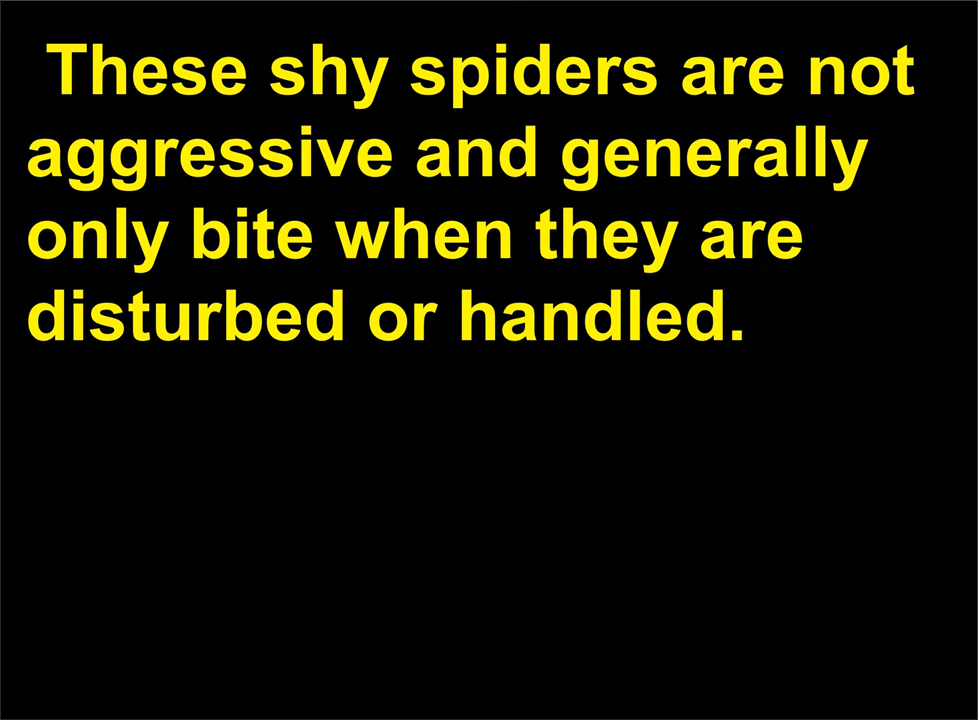 These shy spiders are not
aggressive and generally
only bite when they are
disturbed or handled.